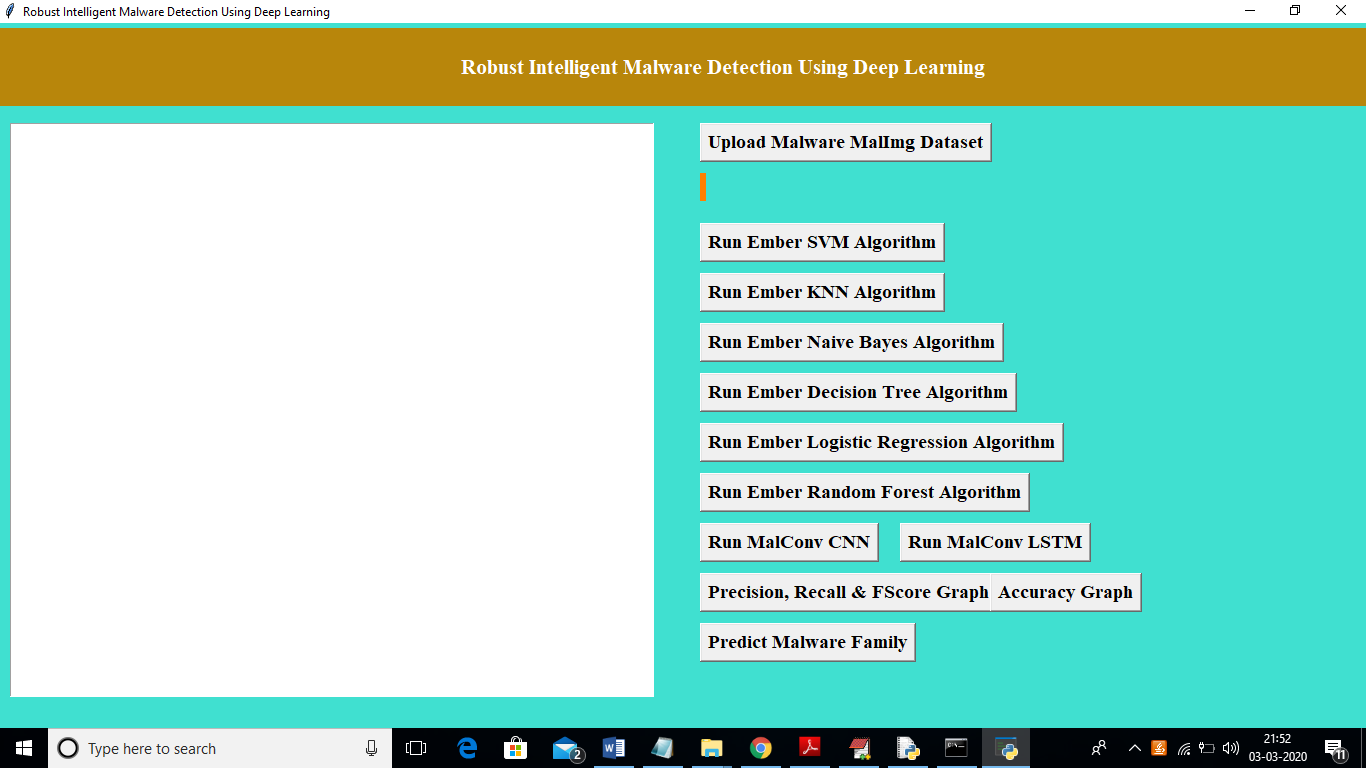 Robust Intelligent Malware Detection Using Deep Learning
Robust Intelligent Malware Detection Using Deep Learning
Upload Malware MalImg Dataset
Run Ember SVM Algorithm
Run Ember KNN Algorithm
Run Ember Naive Bayes Algorithm
Run Ember Decision Tree Algorithm
Run Ember Logistic Regression Algorithm
Run Ember Random Forest Algorithm
Run MalConv CNN Run MalConv LSTM
Precision, Recall & FScore Graph Accuracy Graph
Predict Malware Family
Type here to search 2 21:52
03-03-2020 11